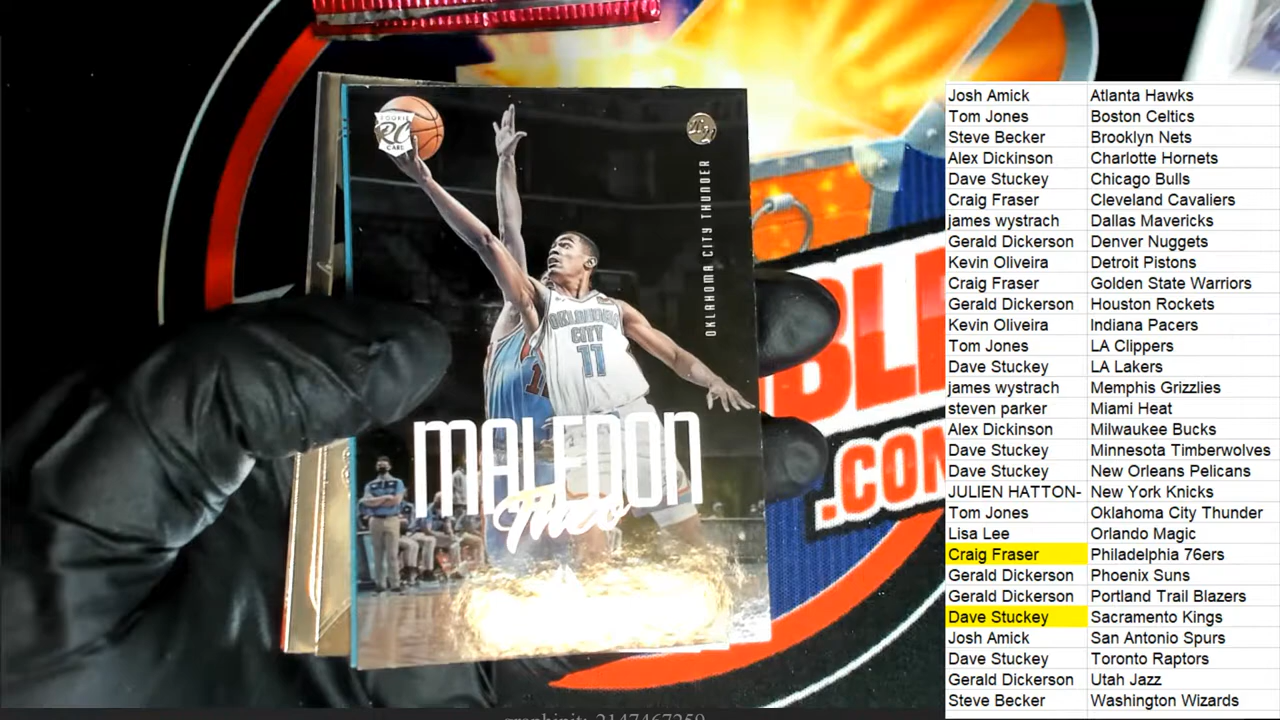 ROOKIE
RC
CARD
OKLAHOMA CITY THUNDER
OKLAHOMA
CITY
11
MALEDON
Theo
BLE
.CON
Josh Amick Atlanta Hawks
Tom Jones Boston Celtics
Steve Becker Brooklyn Nets
Alex Dickinson Charlotte Hornets
Dave Stuckey Chicago Bulls
Craig Fraser Cleveland Cavaliers
james wystrach Dallas Mavericks
Gerald Dickerson Denver Nuggets
Kevin Oliveira Detroit Pistons
Craig Fraser Golden State Warriors
Gerald Dickerson Houston Rockets
Kevin Oliveira Indiana Pacers
Tom Jones LA Clippers
Dave Stuckey LA Lakers
james wystrach Memphis Grizzlies
steven parker Miami Heat
Alex Dickinson Milwaukee Bucks
Dave Stuckey Minnesota Timberwolves
Dave Stuckey New Orleans Pelicans
JULIEN HATTON- New York Knicks
Tom Jones Oklahoma City Thunder
Lisa Lee Orlando Magic
Craig Fraser Philadelphia 76ers
Gerald Dickerson Phoenix Suns
Gerald Dickerson Portland Trail Blazers
Dave Stuckey Sacramento Kings
Josh Amick San Antonio Spurs
Dave Stuckey Toronto Raptors
Gerald Dickerson Utah Jazz
Steve Becker Washington Wizards